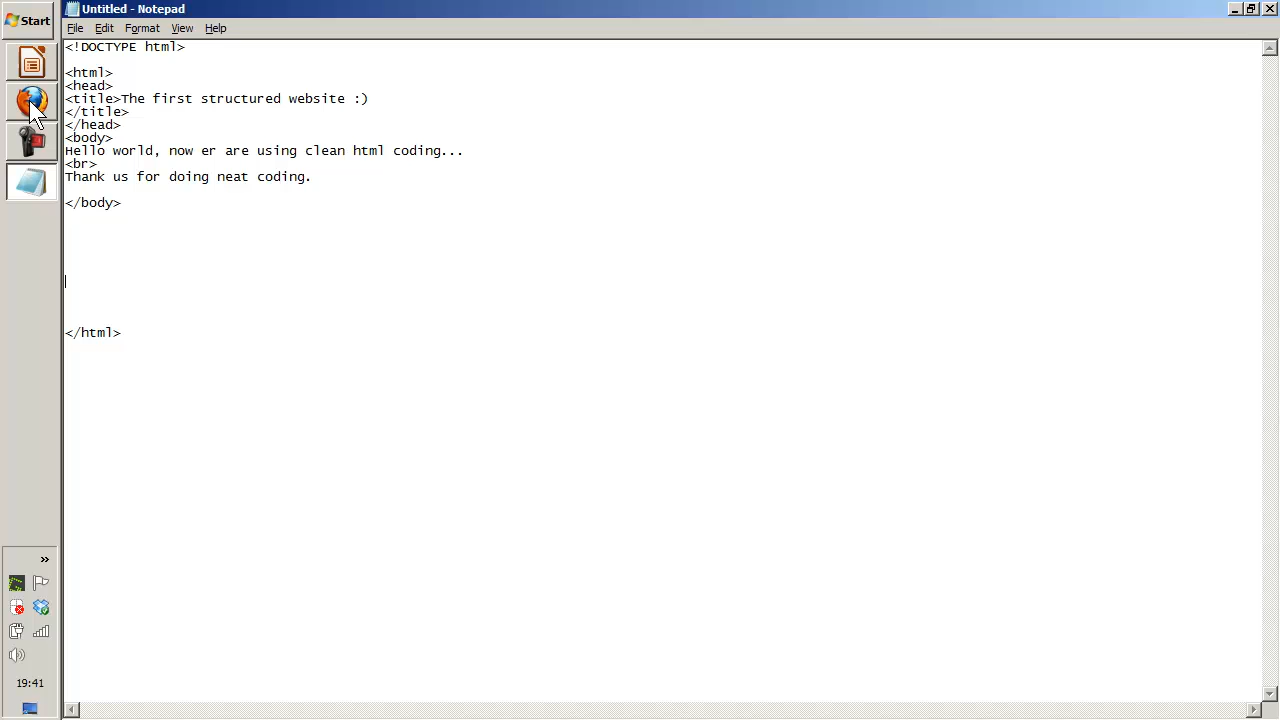 Start
Untitled - Notepad
File Edit Format View Help
<!DOCTYPE html>
<html>
<head>
<title>The first structured website :)
</title>
</head>
<body>
Hello world, now er are using clean html coding...
<br>
Thank us for doing neat coding.
</body>
</html>
»
19:41